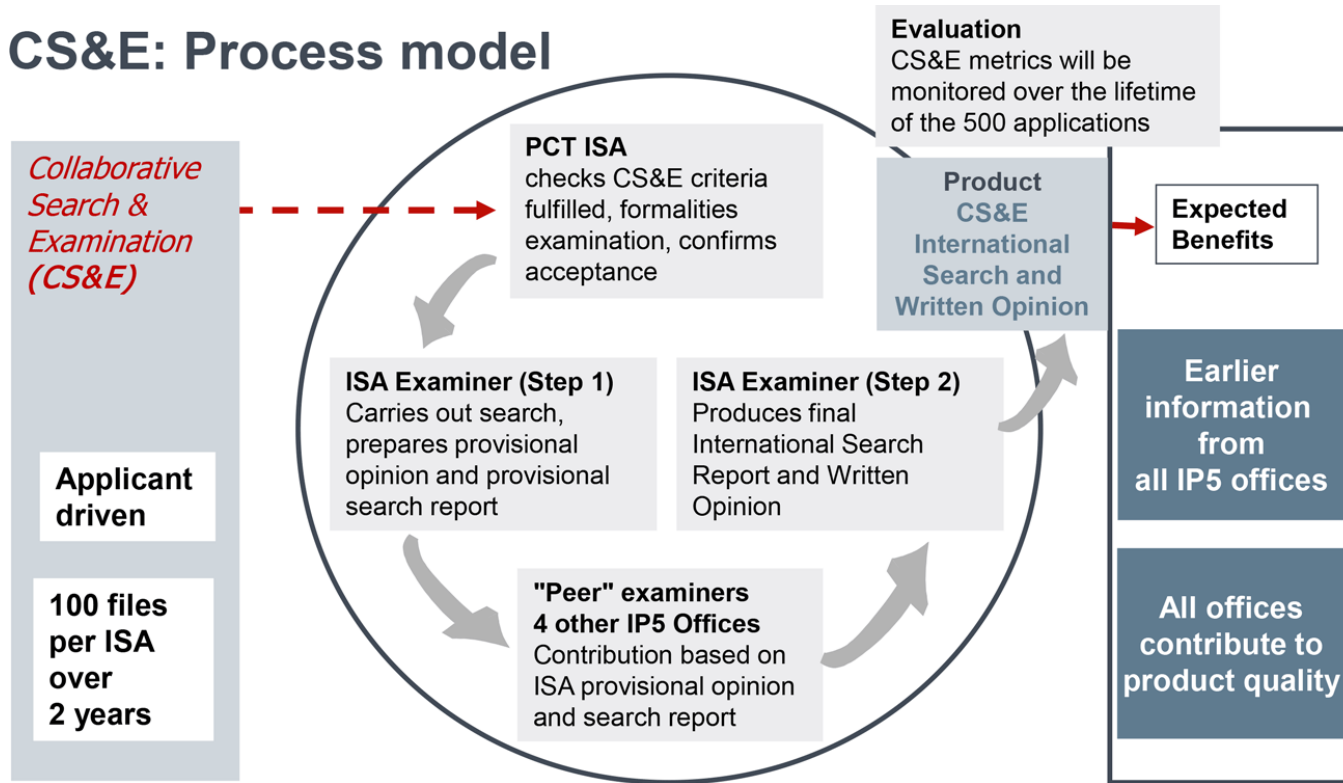 CS&E: Process model
Collaborative
Search &
Examination
(CS&E)
Applicant
driven
100 files
per ISA
over
2 years
PCT ISA
checks CS&E criteria
fulfilled, formalities
examination, confirms
acceptance
ISA Examiner (Step 1)
Carries out search,
prepares provisional
opinion and provisional
search report
"Peer" examiners
4 other IP5 Offices
Contribution based on
ISA provisional opinion
and search report
ISA Examiner (Step 2)
Produces final
International Search
Report and Written
Opinion
Product
CS&E
International
Search and
Written Opinion
Evaluation
CS&E metrics will be
monitored over the lifetime
of the 500 applications
Expected
Benefits
Earlier
information
from
all IP5 offices
All offices
contribute to
product quality